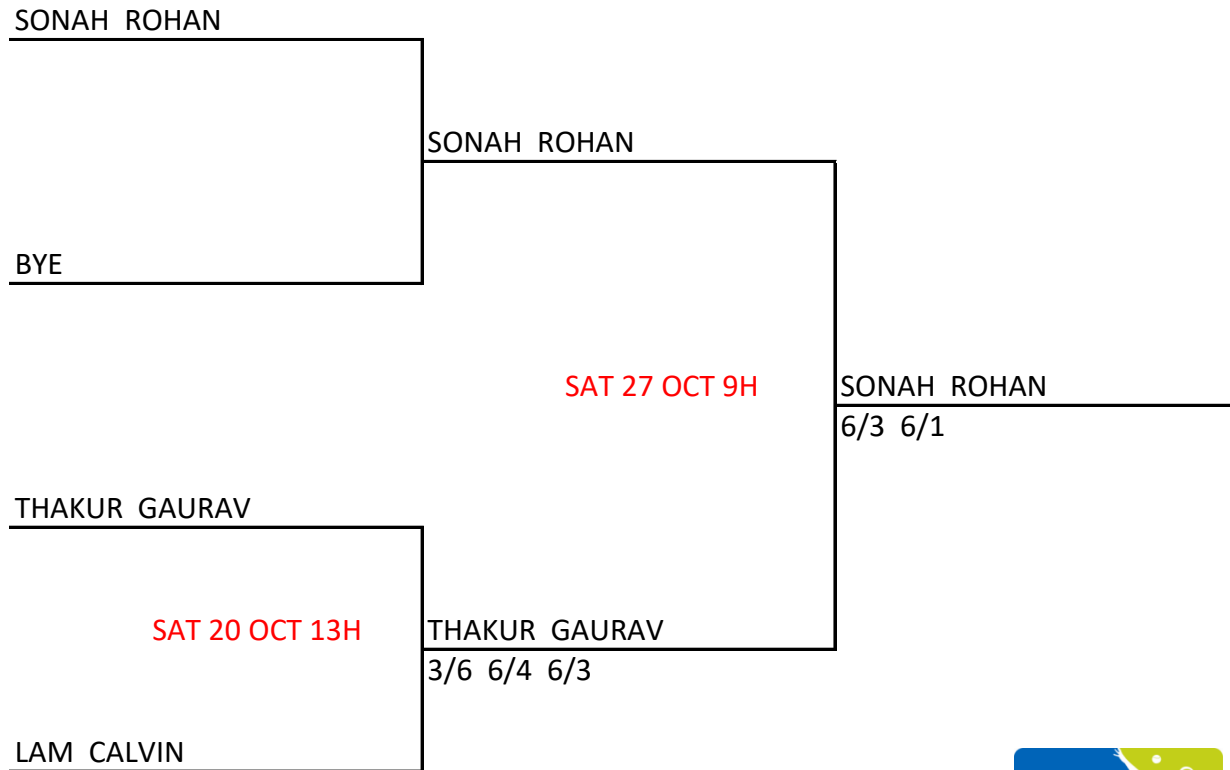 SONAH ROHAN
SONAH ROHAN
BYE
SAT 27 OCT 9H
SONAH ROHAN
6/3 6/1
THAKUR GAURAV
SAT 20 OCT 13H
THAKUR GAURAV
3/6 6/4 6/3
LAM CALVIN